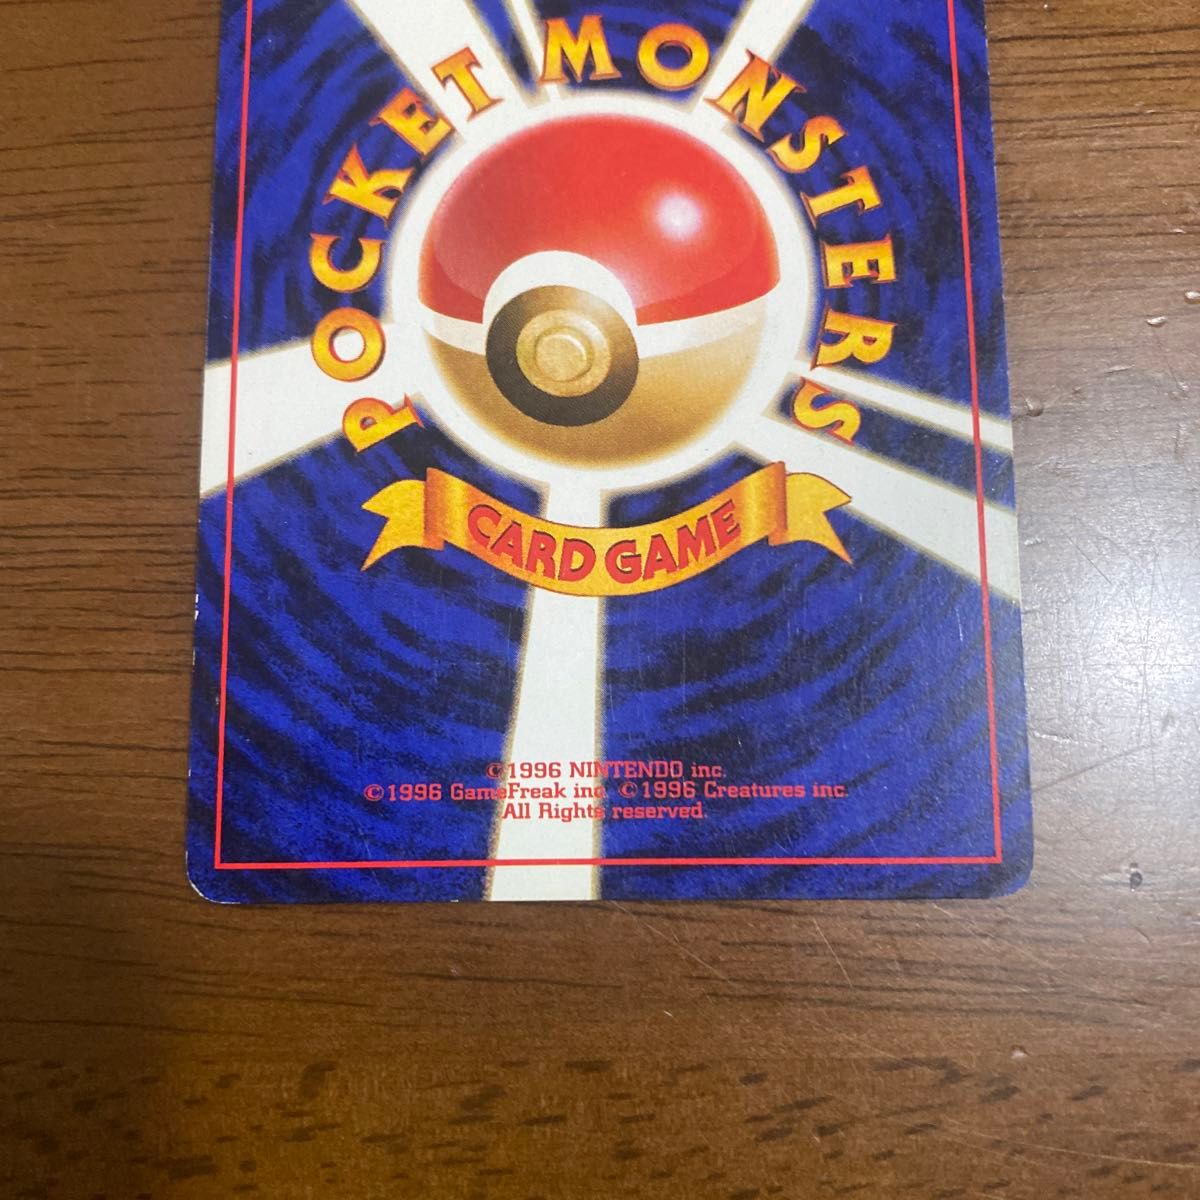 POCKET MONSTERS
CARD GAME
©1996 NINTENDO inc.
©1996 GameFreak inc. ©1996 Creatures inc.
All Rights reserved.